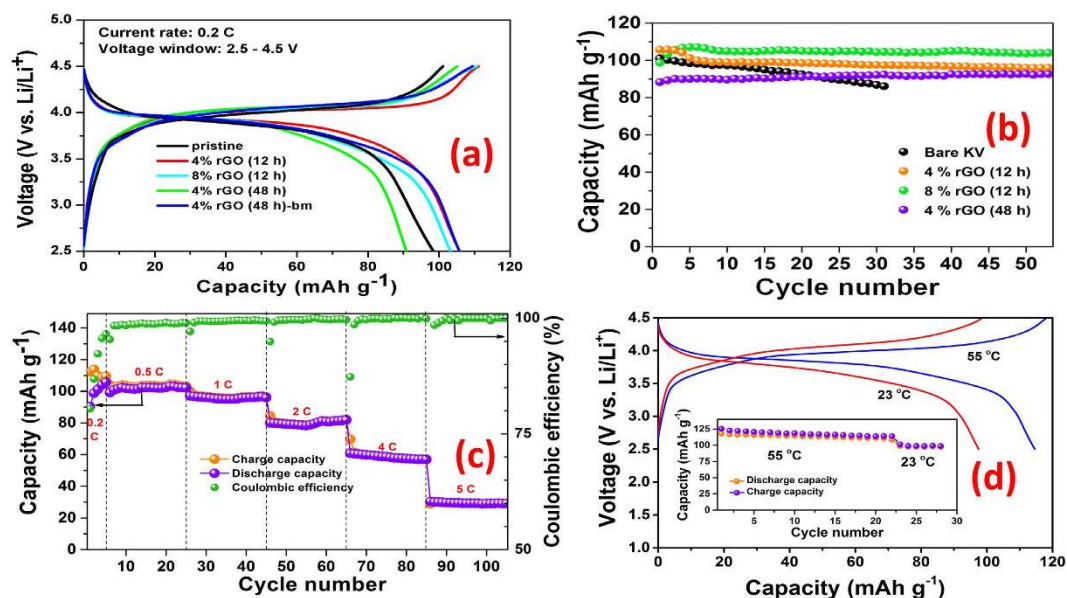 Current rate: 0.2 C
Voltage window: 2.5 - 4.5 V
5.0
4.5
4.0
3.5
3.0
2.5
Voltage (V vs. Li/Li⁺)
(a)
pristine
4% rGO (12 h)
8% rGO (12 h)
4% rGO (48 h)
4% rGO (48 h)-bm
0 20 40 60 80 100 120
Capacity (mAh g⁻¹)
120
100
80
60
40
20
0
Capacity (mAh g⁻¹)
(b)
Bare KV
4 % rGO (12 h)
8 % rGO (12 h)
4 % rGO (48 h)
0 10 20 30 40 50
Cycle number
140
120
100
80
60
40
20
0
Capacity (mAh g⁻¹)
0.2
C
0.5 C
1 C
2 C
4 C
5 C
(c)
Charge capacity
Discharge capacity
Coulombic efficiency
100
75
50
Coulombic efficiency (%)
10 20 30 40 50 60 70 80 90 100
Cycle number
4.5
4.0
3.5
3.0
2.5
2.0
1.5
1.0
Voltage (V vs. Li/Li⁺)
55 °C
23 °C
(d)
125
100
75
50
25
0
Capacity (mAh g⁻¹)
55 °C
23 °C
Discharge capacity
Charge capacity
5 10 15 20 25 30
Cycle number
0 20 40 60 80 100 120
Capacity (mAh g⁻¹)